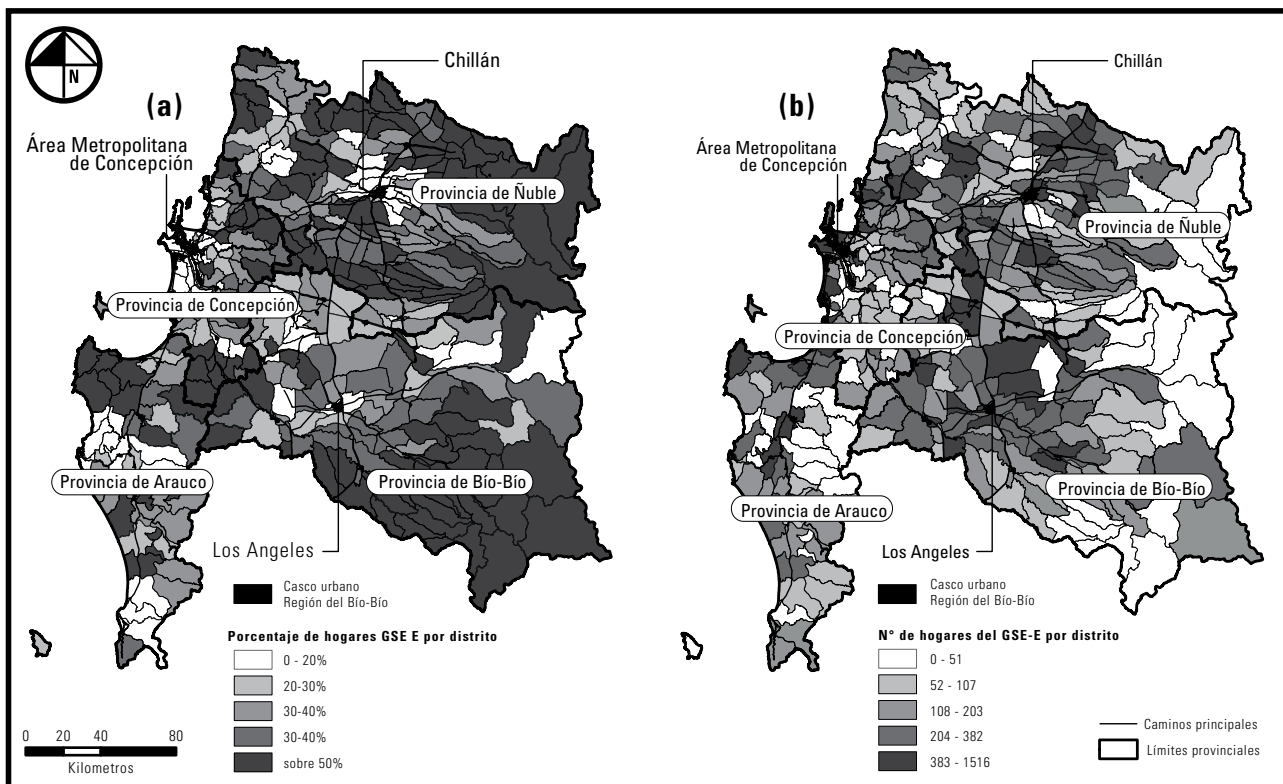 N
(a)
Chillán
Área Metropolitana
de Concepción
Provincia de Ñuble
Provincia de Concepción
Provincia de Arauco
Provincia de Bío-Bío
Los Angeles
Casco urbano
Región del Bío-Bío
Porcentaje de hogares GSE E por distrito
0 - 20%
20-30%
30-40%
30-40%
sobre 50%
0 20 40 80
Kilometros
(b)
Chillán
Área Metropolitana
de Concepción
Provincia de Ñuble
Provincia de Concepción
Provincia de Bío-Bío
Provincia de Arauco
Los Angeles
Casco urbano
Región del Bío-Bío
N° de hogares del GSE-E por distrito
0 - 51
52 - 107
108 - 203
204 - 382
383 - 1516
Caminos principales
Límites provinciales